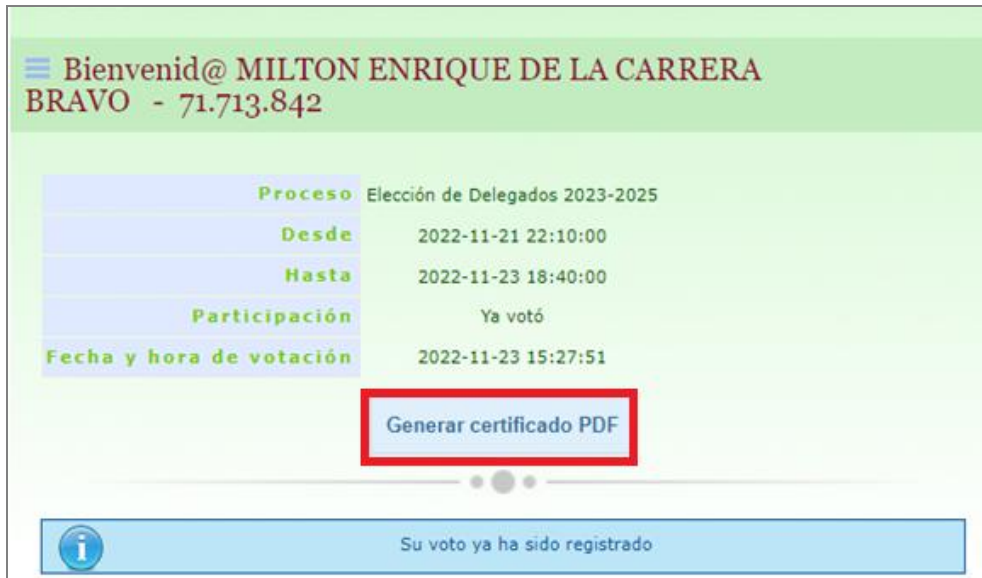 Bienvenid@ MILTON ENRIQUE DE LA CARRERA
BRAVO - 71.713.842
Proceso Elección de Delegados 2023-2025
Desde 2022-11-21 22:10:00
Hasta 2022-11-23 18:40:00
Participación Ya votó
Fecha y hora de votación 2022-11-23 15:27:51
Generar certificado PDF
Su voto ya ha sido registrado